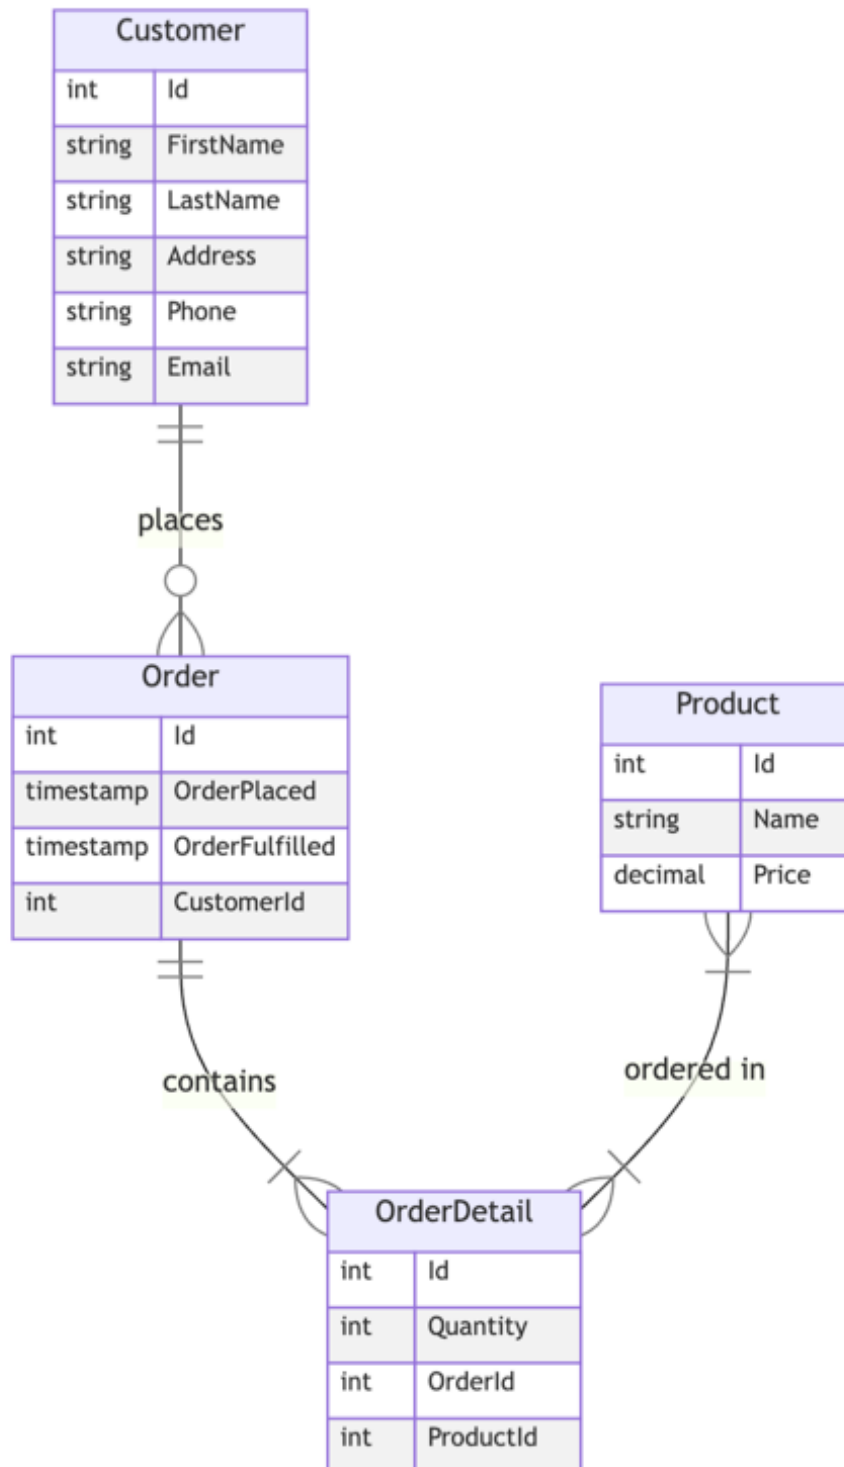 Customer
int Id
string FirstName
string LastName
string Address
string Phone
string Email
places
Order
int Id
timestamp OrderPlaced
timestamp OrderFulfilled
int CustomerId
Product
int Id
string Name
decimal Price
contains
ordered in
OrderDetail
int Id
int Quantity
int OrderId
int ProductId